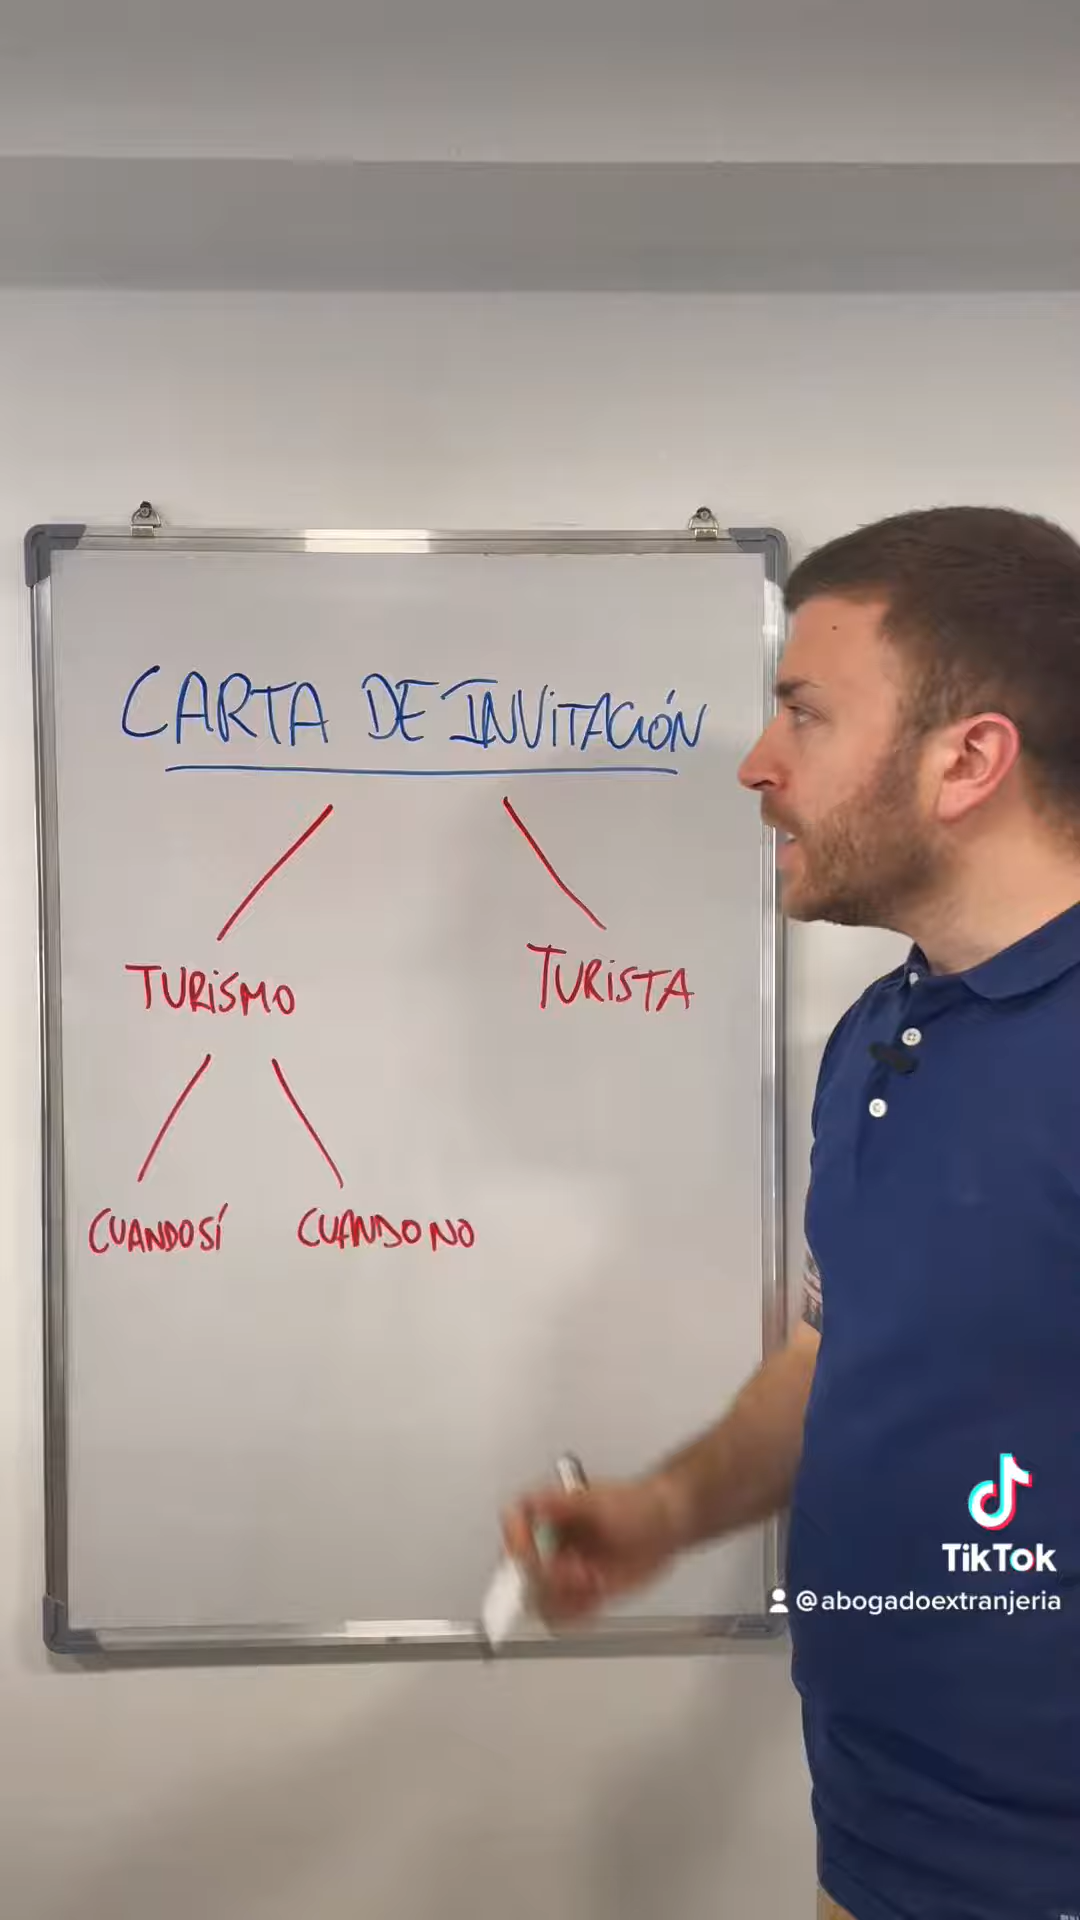 CARTA DE INVITACIÓN
TURISMO
TURISTA
CUANDO SÍ
CUANDO NO
TikTok
@abogadoextranjeria